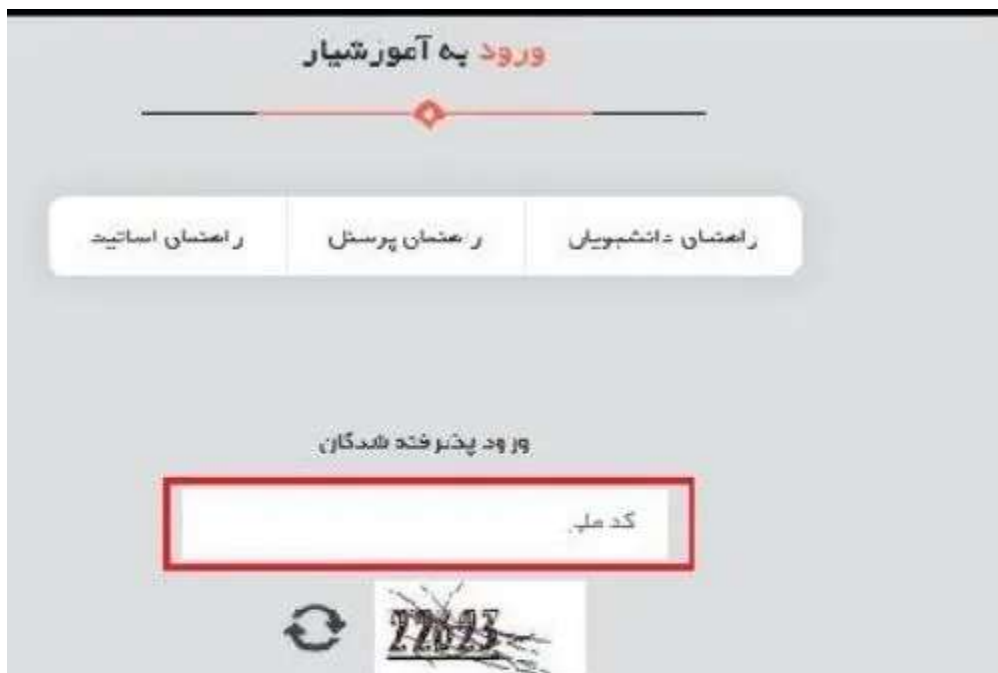 ورود به آموزشیار
راهنمای دانشجویان راهنمای پرسنل راهنمای اساتید
ورود پذیرفته شدگان
کد ملی